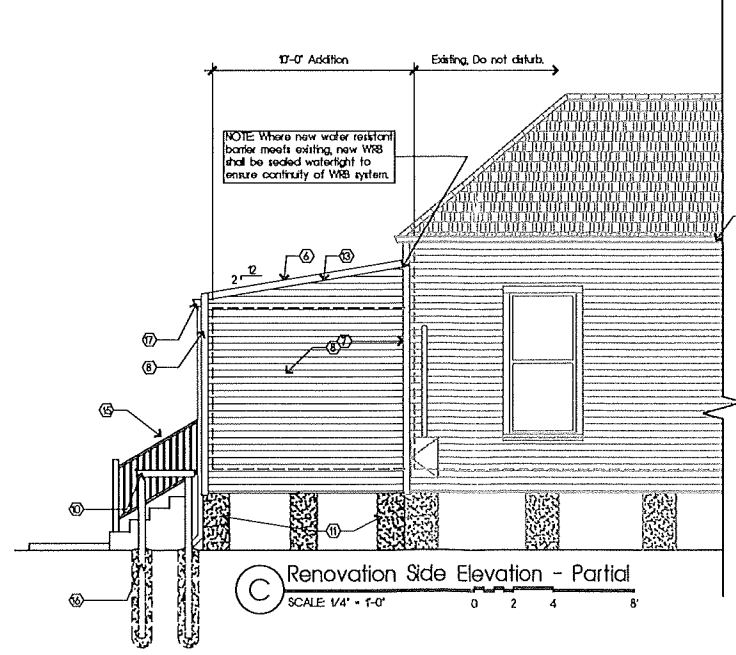 10'-0" Addition
Existing, Do not disturb.
NOTE: Where new water resistant
barrier meets existing, new WRB
shall be sealed watertight to
ensure continuity of WRB system.
12
2
6
13
17
8
8
7
15
10
11
16
C
Renovation Side Elevation - Partial
SCALE: 1/4" = 1'-0"
0 2 4 8'